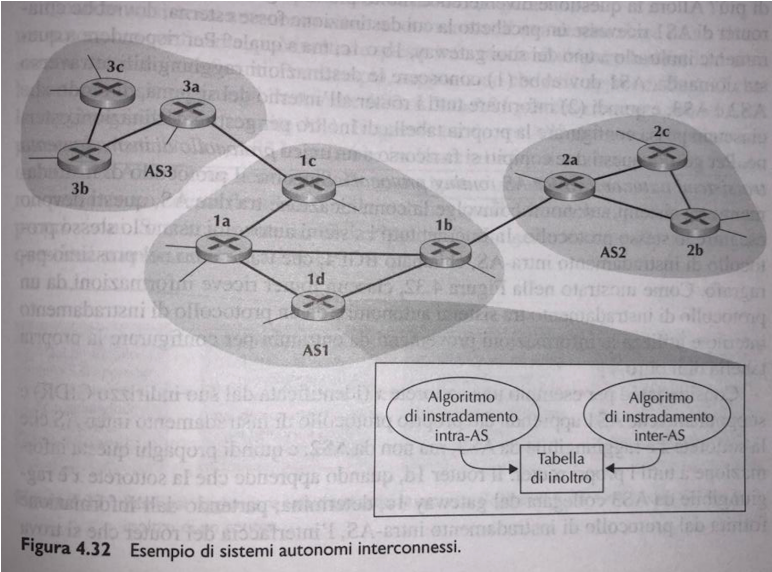 3c
3a
3b
AS3
1c
1a
1b
1d
AS1
2c
2a
2b
AS2
Algoritmo
di instradamento
intra-AS
Algoritmo
di instradamento
inter-AS
Tabella
di inoltro
Figura 4.32 Esempio di sistemi autonomi interconnessi.